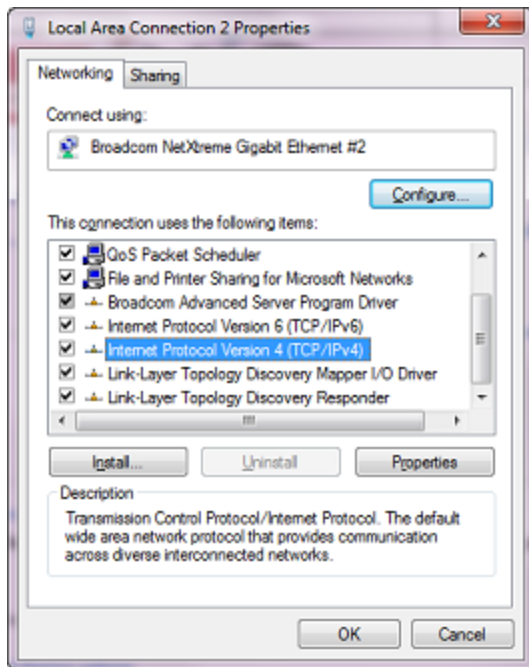 Local Area Connection 2 Properties
Networking
Sharing
Connect using:
Broadcom NetXtreme Gigabit Ethernet #2
Configure...
This connection uses the following items:
QoS Packet Scheduler
File and Printer Sharing for Microsoft Networks
Broadcom Advanced Server Program Driver
Internet Protocol Version 6 (TCP/IPv6)
Internet Protocol Version 4 (TCP/IPv4)
Link-Layer Topology Discovery Mapper I/O Driver
Link-Layer Topology Discovery Responder
Install...
Uninstall
Properties
Description
Transmission Control Protocol/Internet Protocol. The default
wide area network protocol that provides communication
across diverse interconnected networks.
OK
Cancel